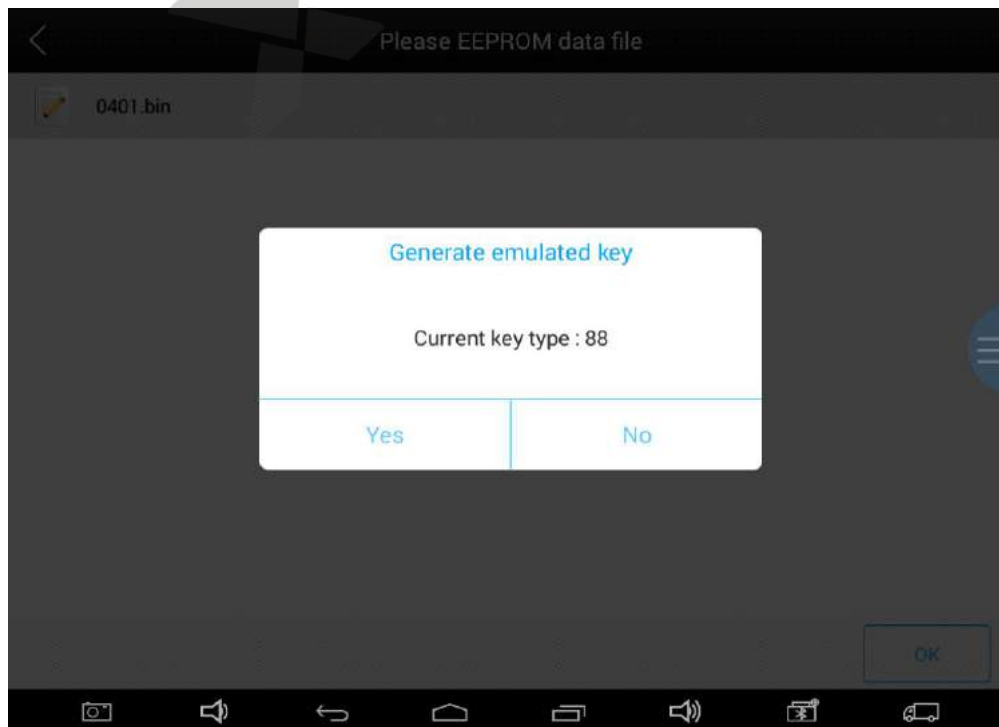 Please EEPROM data file
0401.bin
Generate emulated key
Current key type : 88
Yes
No
OK